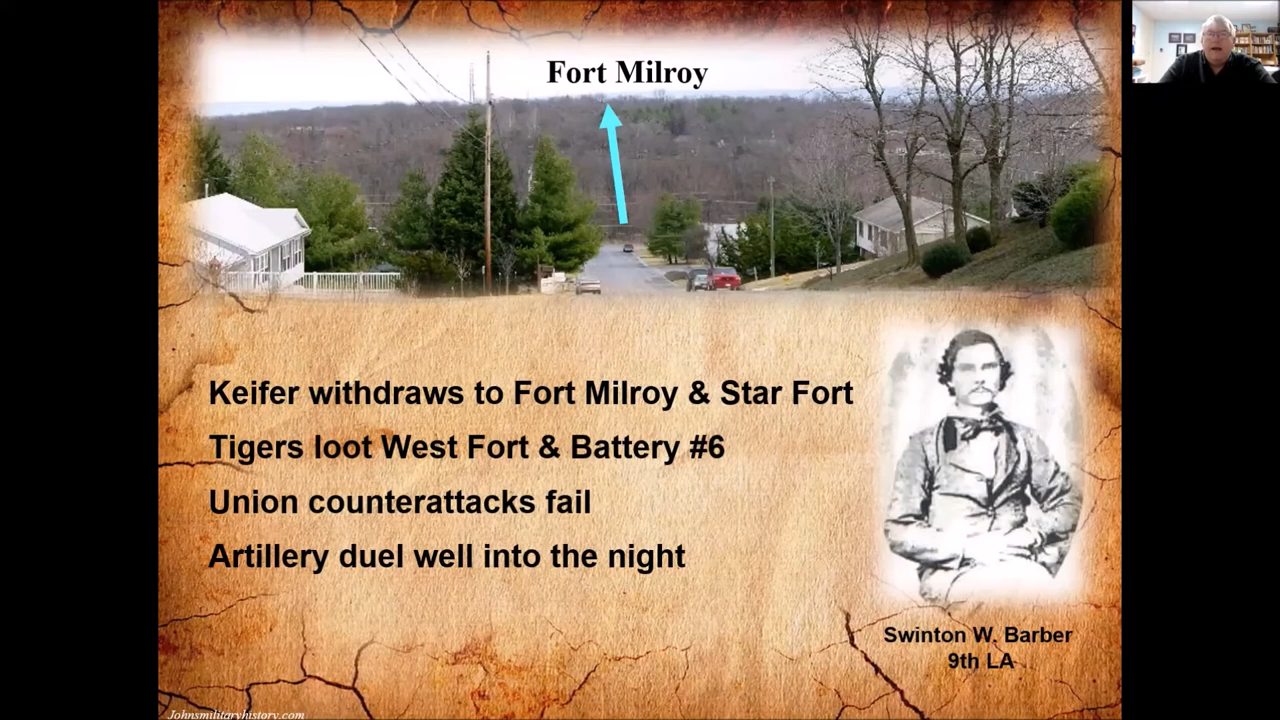 Fort Milroy
Keifer withdraws to Fort Milroy & Star Fort
Tigers loot West Fort & Battery #6
Union counterattacks fail
Artillery duel well into the night
Swinton W. Barber
9th LA
Johnsmilitaryhistory.com